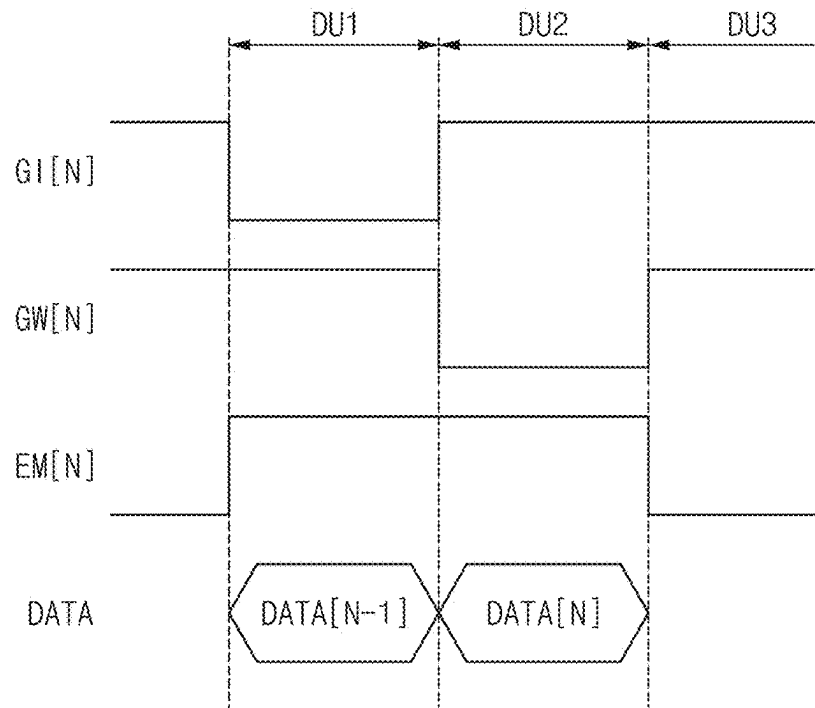 DU1 DU2 DU3
GI[N]
GW[N]
EM[N]
DATA DATA[N-1] DATA[N]